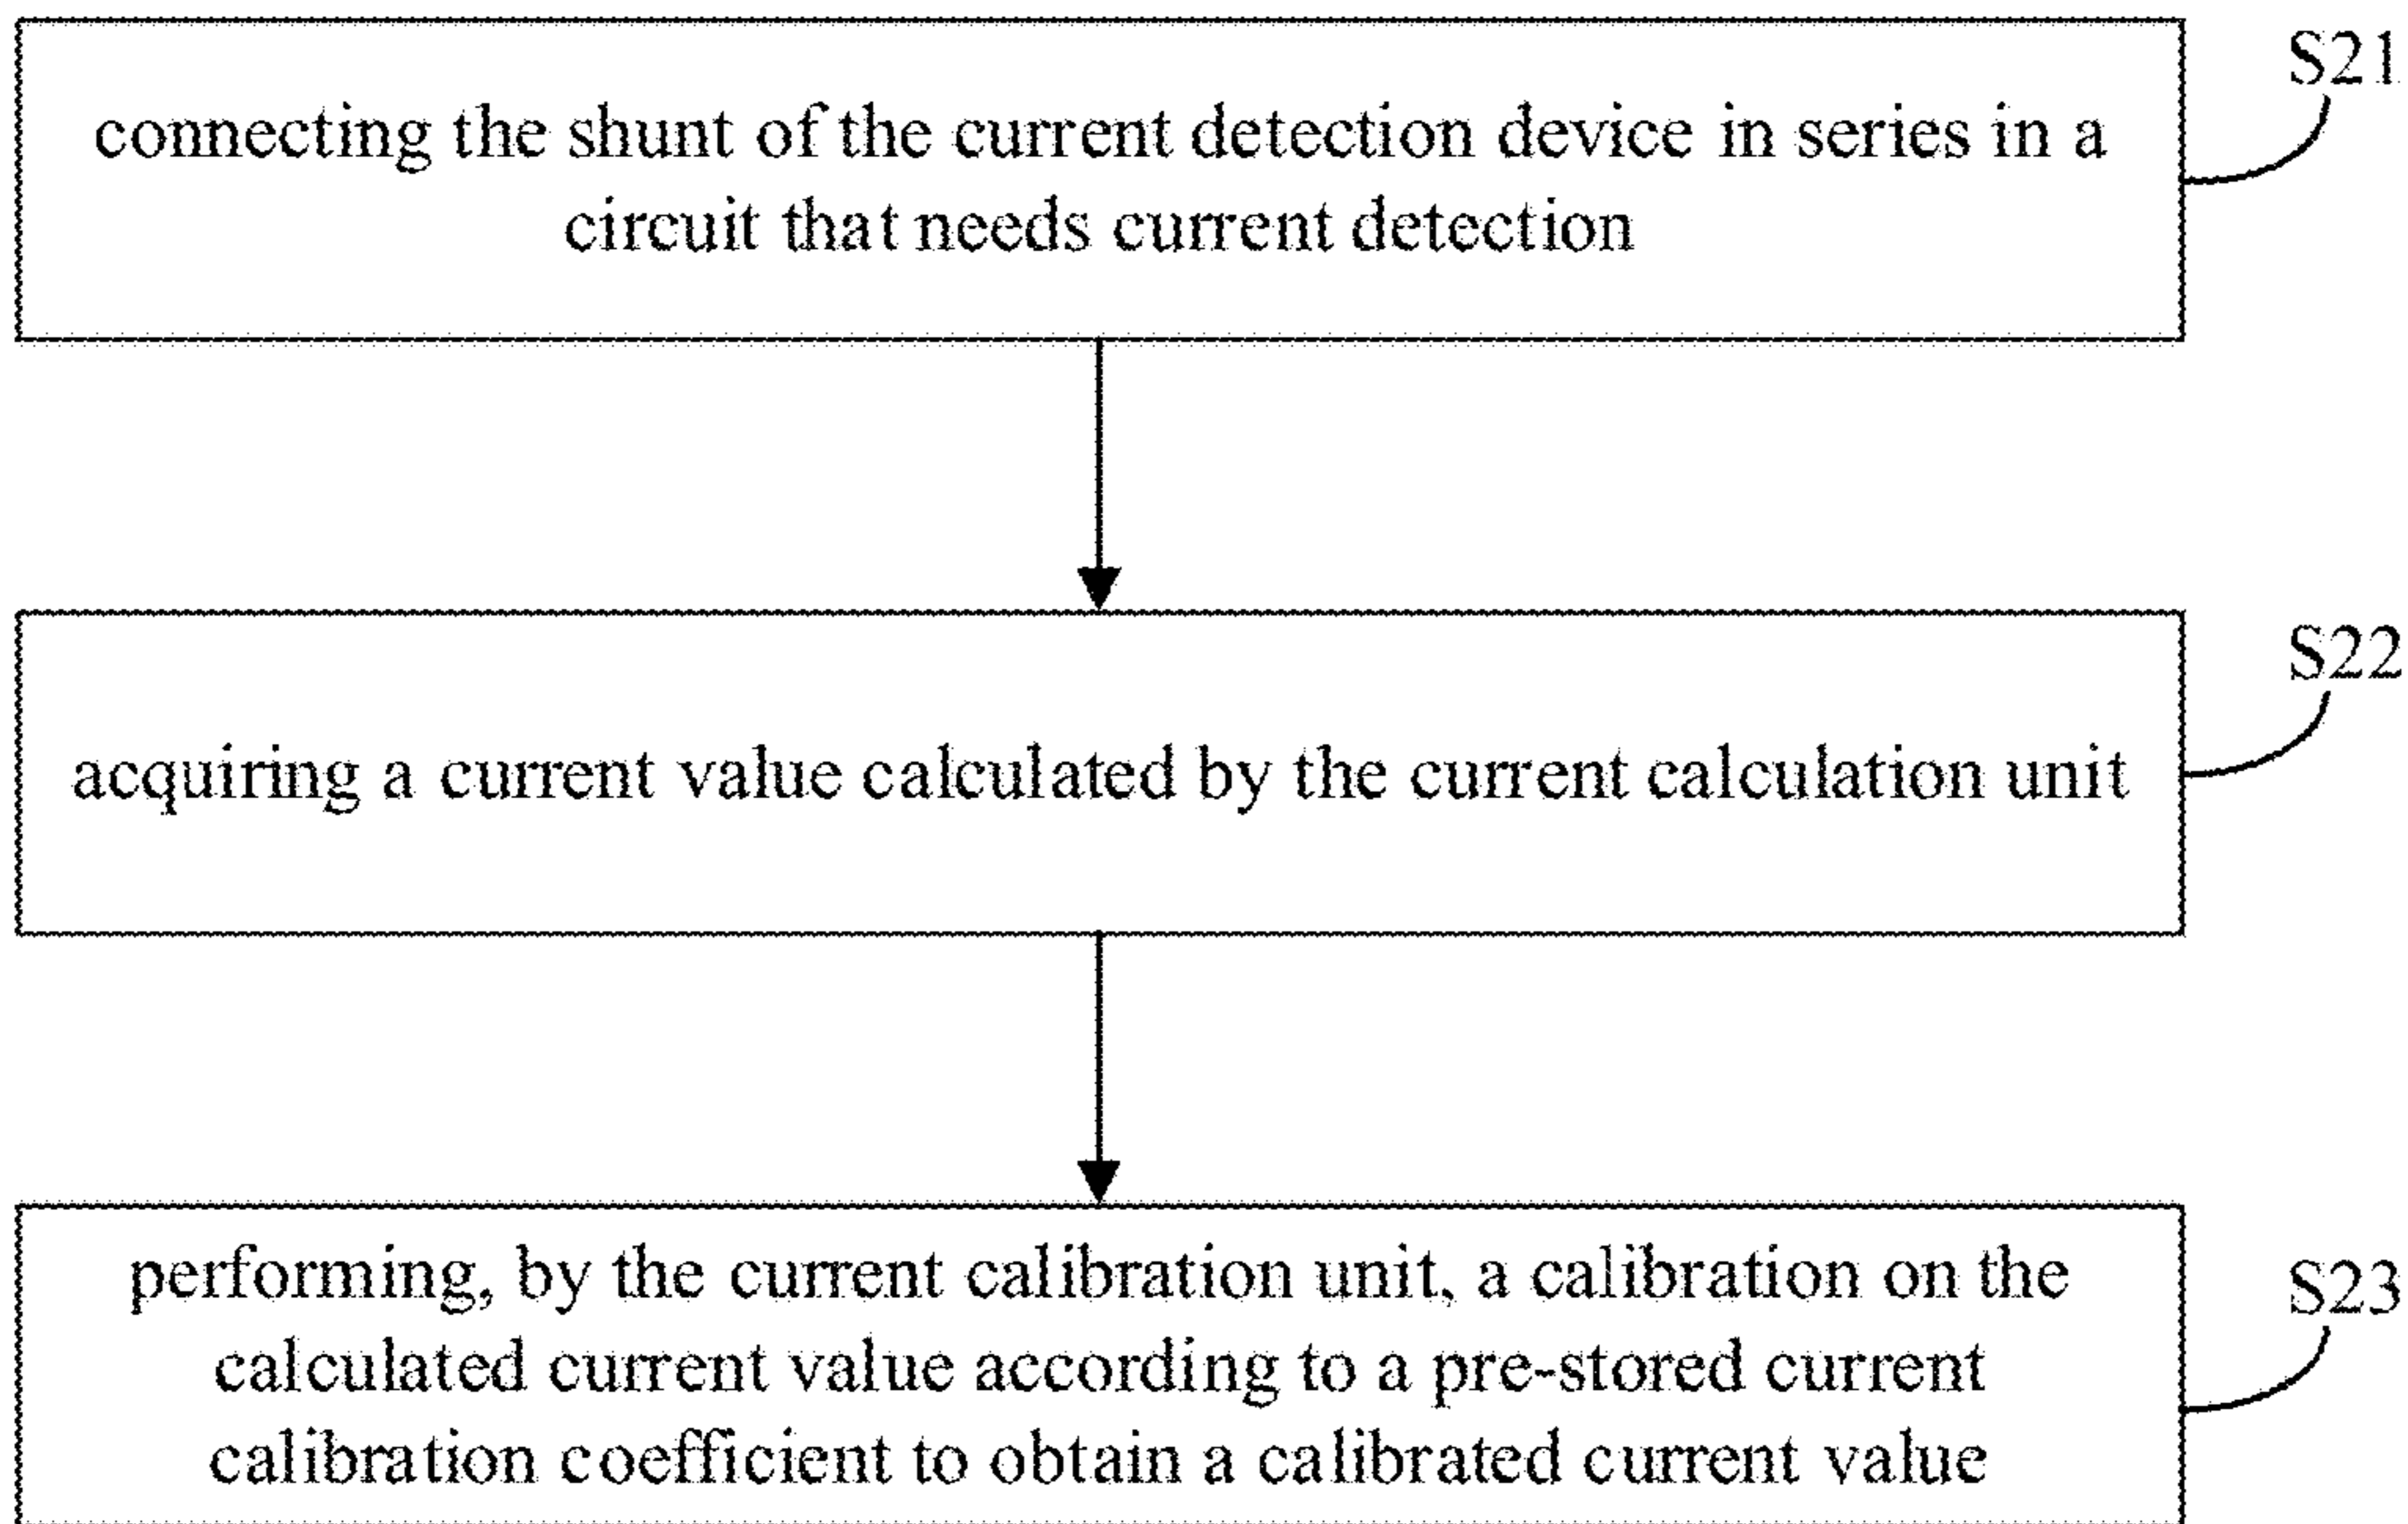 S21
connecting the shunt of the current detection device in series in a
circuit that needs current detection
S22
acquiring a current value calculated by the current calculation unit
S23
performing, by the current calibration unit, a calibration on the
calculated current value according to a pre-stored current
calibration coefficient to obtain a calibrated current value